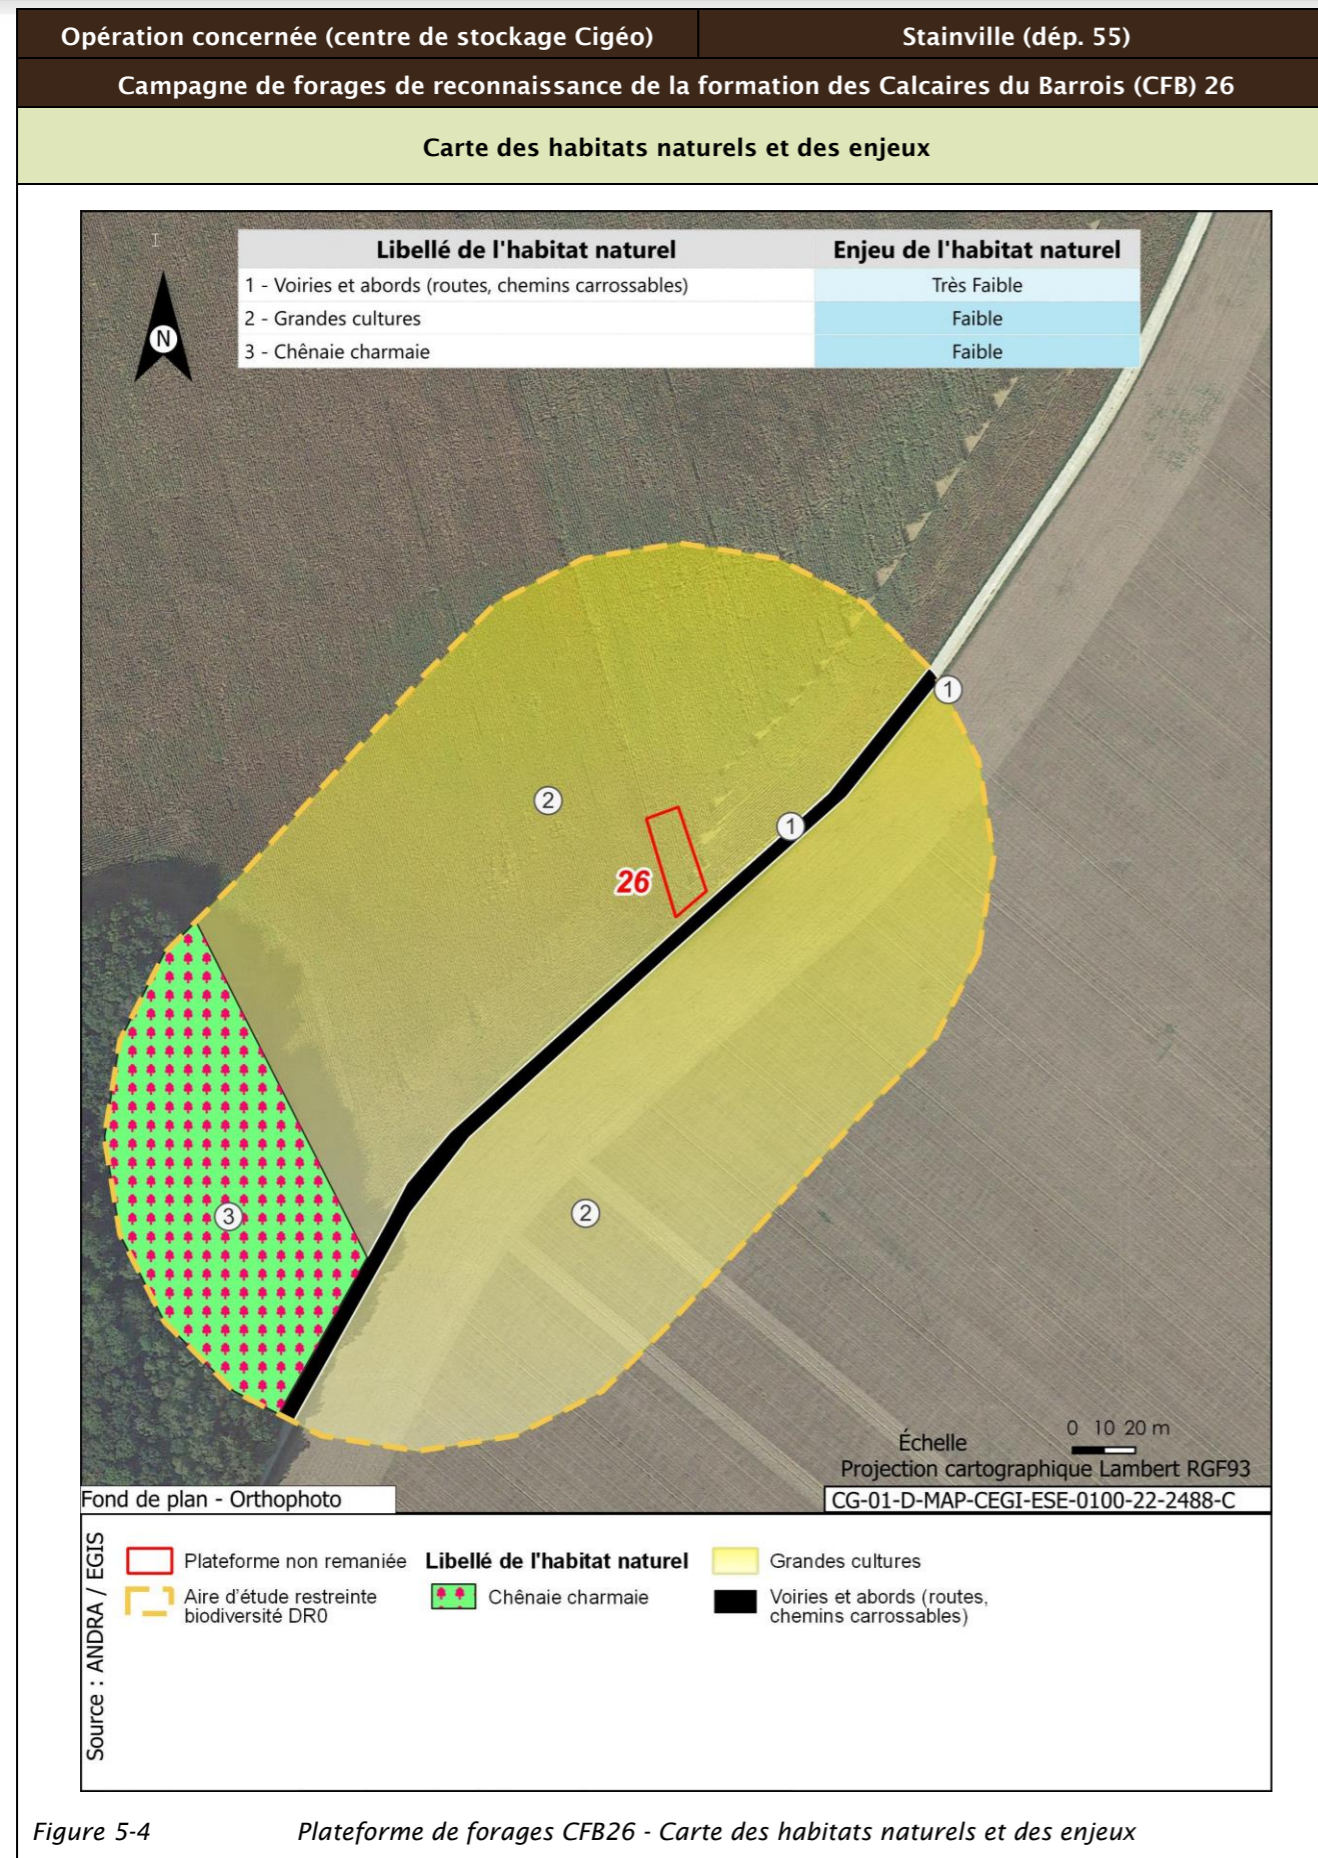 Opération concernée (centre de stockage Cigéo) Stainville (dép. 55)
Campagne de forages de reconnaissance de la formation des Calcaires du Barrois (CFB) 26
Carte des habitats naturels et des enjeux
Libellé de l'habitat naturel Enjeu de l'habitat naturel
1 - Voiries et abords (routes, chemins carrossables) Très Faible
2 - Grandes cultures Faible
3 - Chênaie charmaie Faible
N
1
2
1
26
3
2
0 10 20 m
Échelle
Projection cartographique Lambert RGF93
Fond de plan - Orthophoto
CG-01-D-MAP-CEGI-ESE-0100-22-2488-C
Source : ANDRA / EGIS
Plateforme non remaniée
Aire d'étude restreinte
biodiversité DR0
Libellé de l'habitat naturel
Chênaie charmaie
Grandes cultures
Voiries et abords (routes,
chemins carrossables)
Figure 5-4 Plateforme de forages CFB26 - Carte des habitats naturels et des enjeux